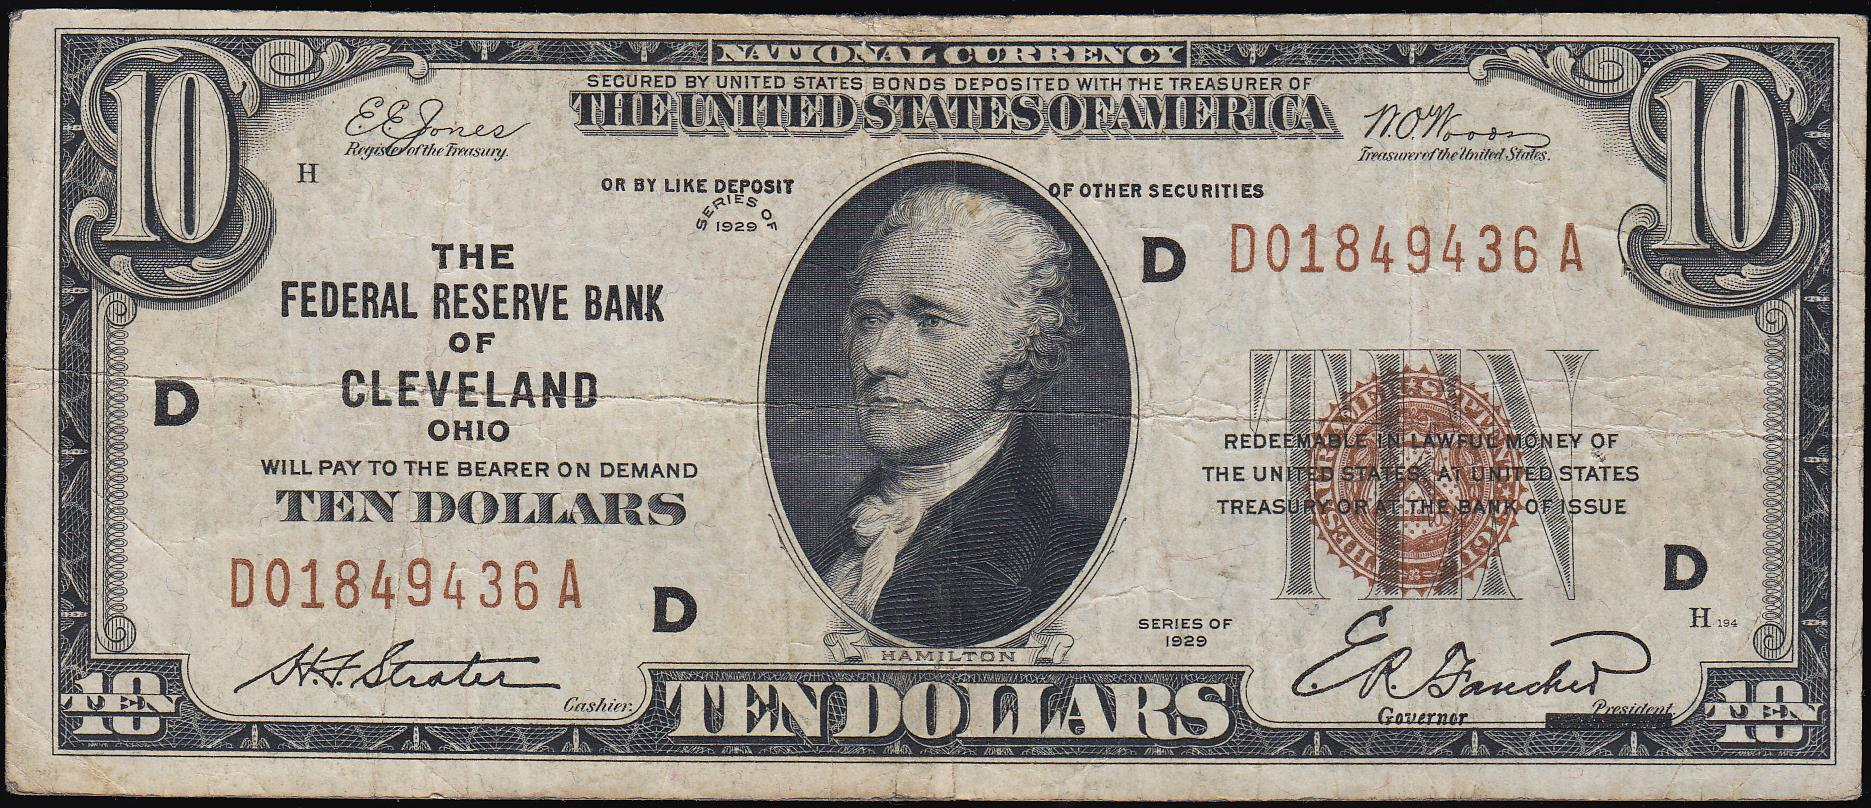 NATIONAL CURRENCY
SECURED BY UNITED STATES BONDS DEPOSITED WITH THE TREASURER OF
THE UNITED STATES OF AMERICA
10
10
E.E. Jones
Register of the Treasury.
W.O. Woods
Treasurer of the United States.
H
OR BY LIKE DEPOSIT
OF OTHER SECURITIES
SERIES OF
1929
D
D01849436A
THE
FEDERAL RESERVE BANK
OF
CLEVELAND
OHIO
D
WILL PAY TO THE BEARER ON DEMAND
TEN DOLLARS
TEN
REDEEMABLE IN LAWFUL MONEY OF
THE UNITED STATES AT UNITED STATES
TREASURY OR AT THE BANK OF ISSUE
D01849436A
D
D
H 194
SERIES OF
1929
HAMILTON
H.F. Strater
Cashier.
E.R. Fancher
Governor
President
10
TEN
TEN DOLLARS
10
TEN